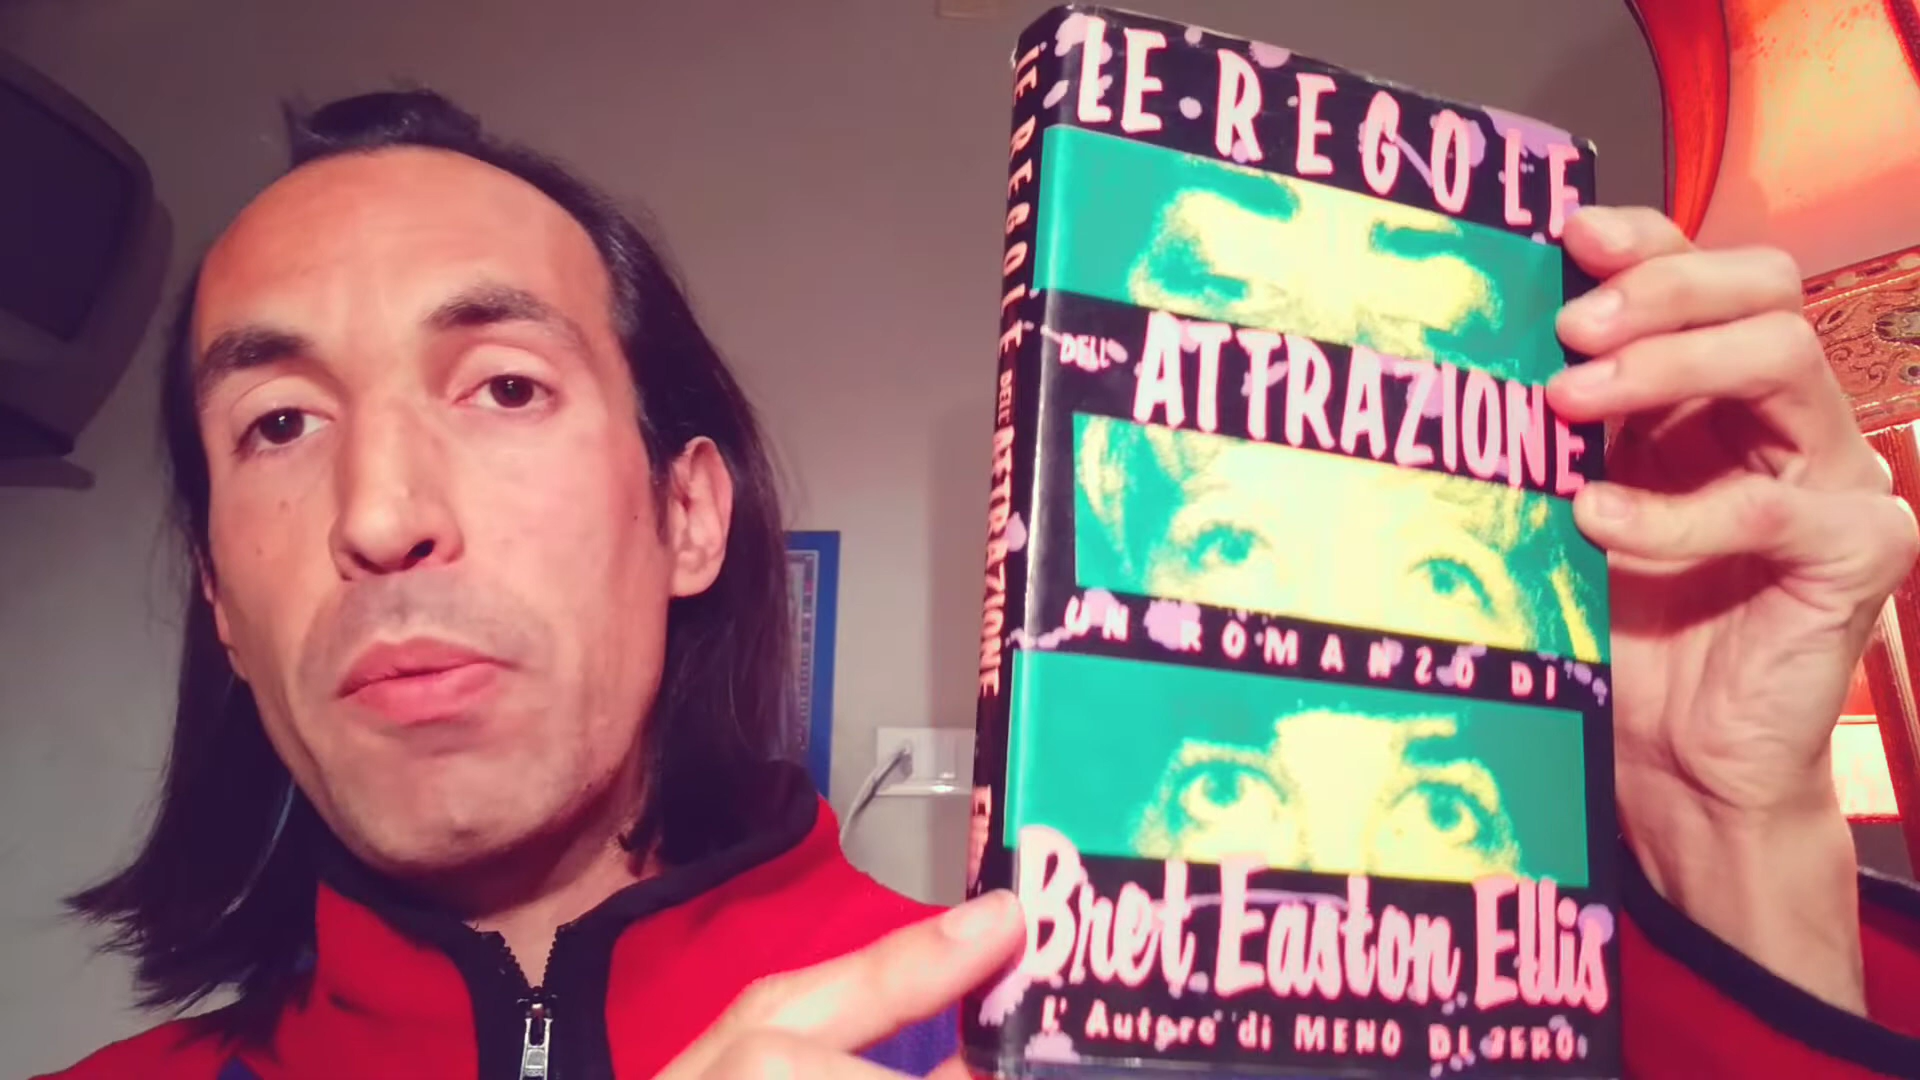 LE REGOLE
DELL'ATTRAZIONE
UN ROMANZO DI
Bret Easton Ellis
L'Autore di MENO DI ZERO
LE REGOLE DELL'ATTRAZIONE